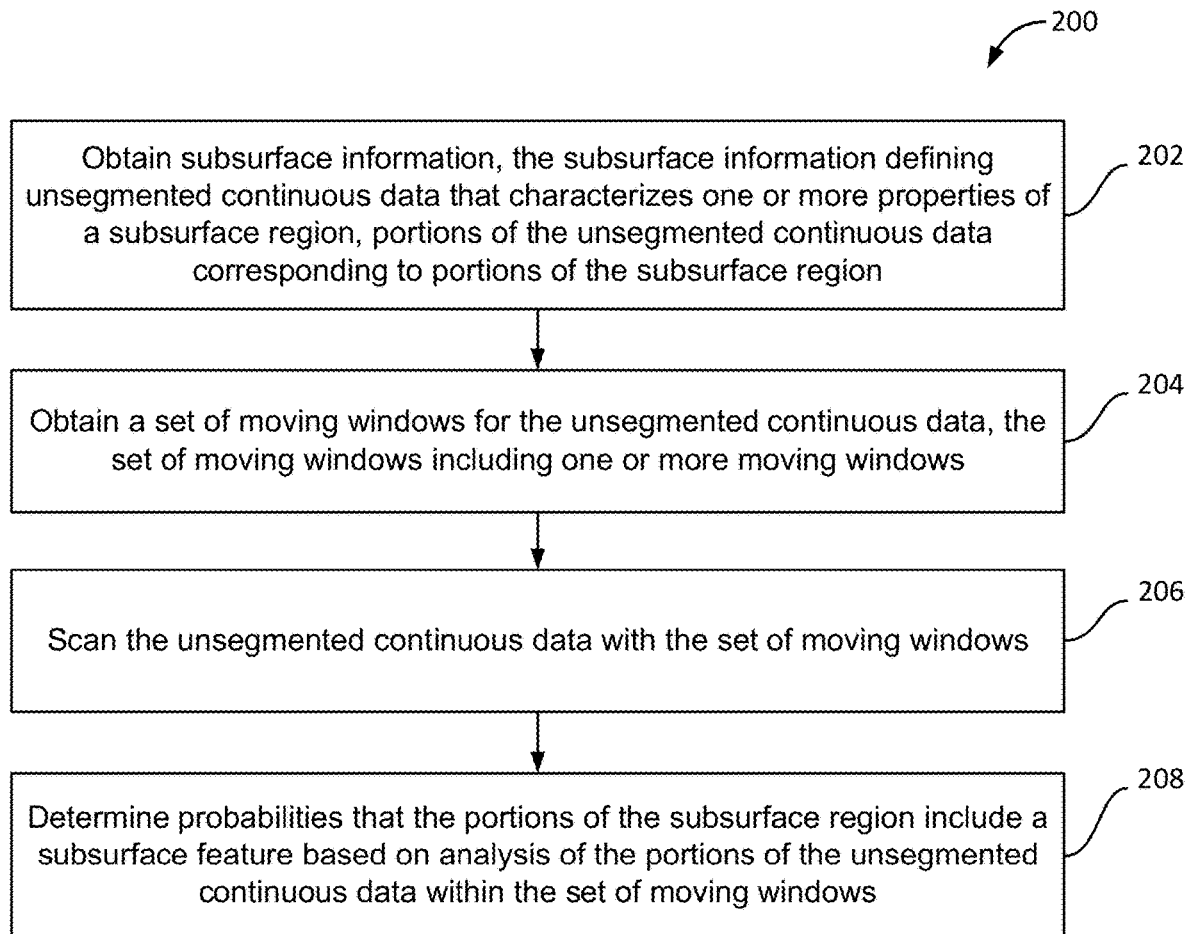 200
Obtain subsurface information, the subsurface information defining
unsegmented continuous data that characterizes one or more properties of
a subsurface region, portions of the unsegmented continuous data
corresponding to portions of the subsurface region
202
Obtain a set of moving windows for the unsegmented continuous data, the
set of moving windows including one or more moving windows
204
Scan the unsegmented continuous data with the set of moving windows
206
Determine probabilities that the portions of the subsurface region include a
subsurface feature based on analysis of the portions of the unsegmented
continuous data within the set of moving windows
208